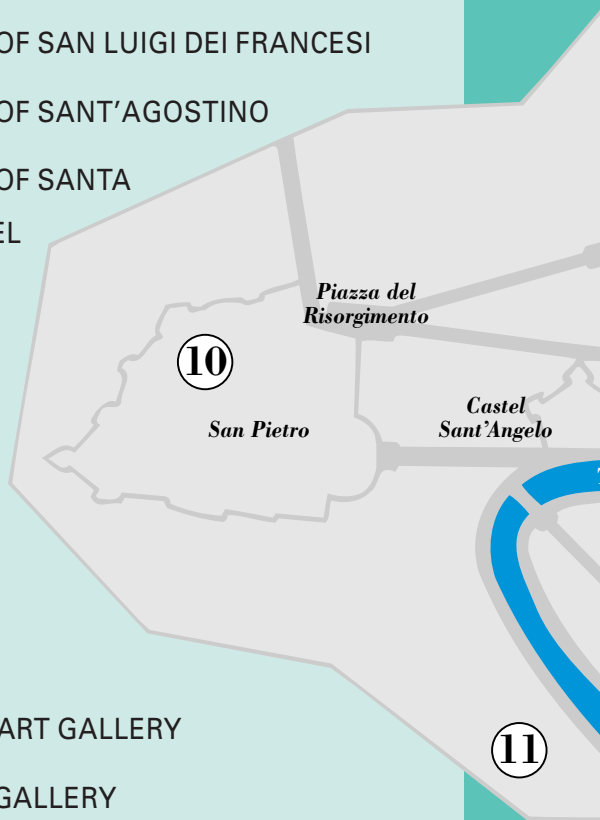 OF SAN LUIGI DEI FRANCESI
OF SANT’AGOSTINO
OF SANTA
EL
Piazza del
Risorgimento
10
San Pietro
Castel
Sant’Angelo
11
ART GALLERY
GALLERY